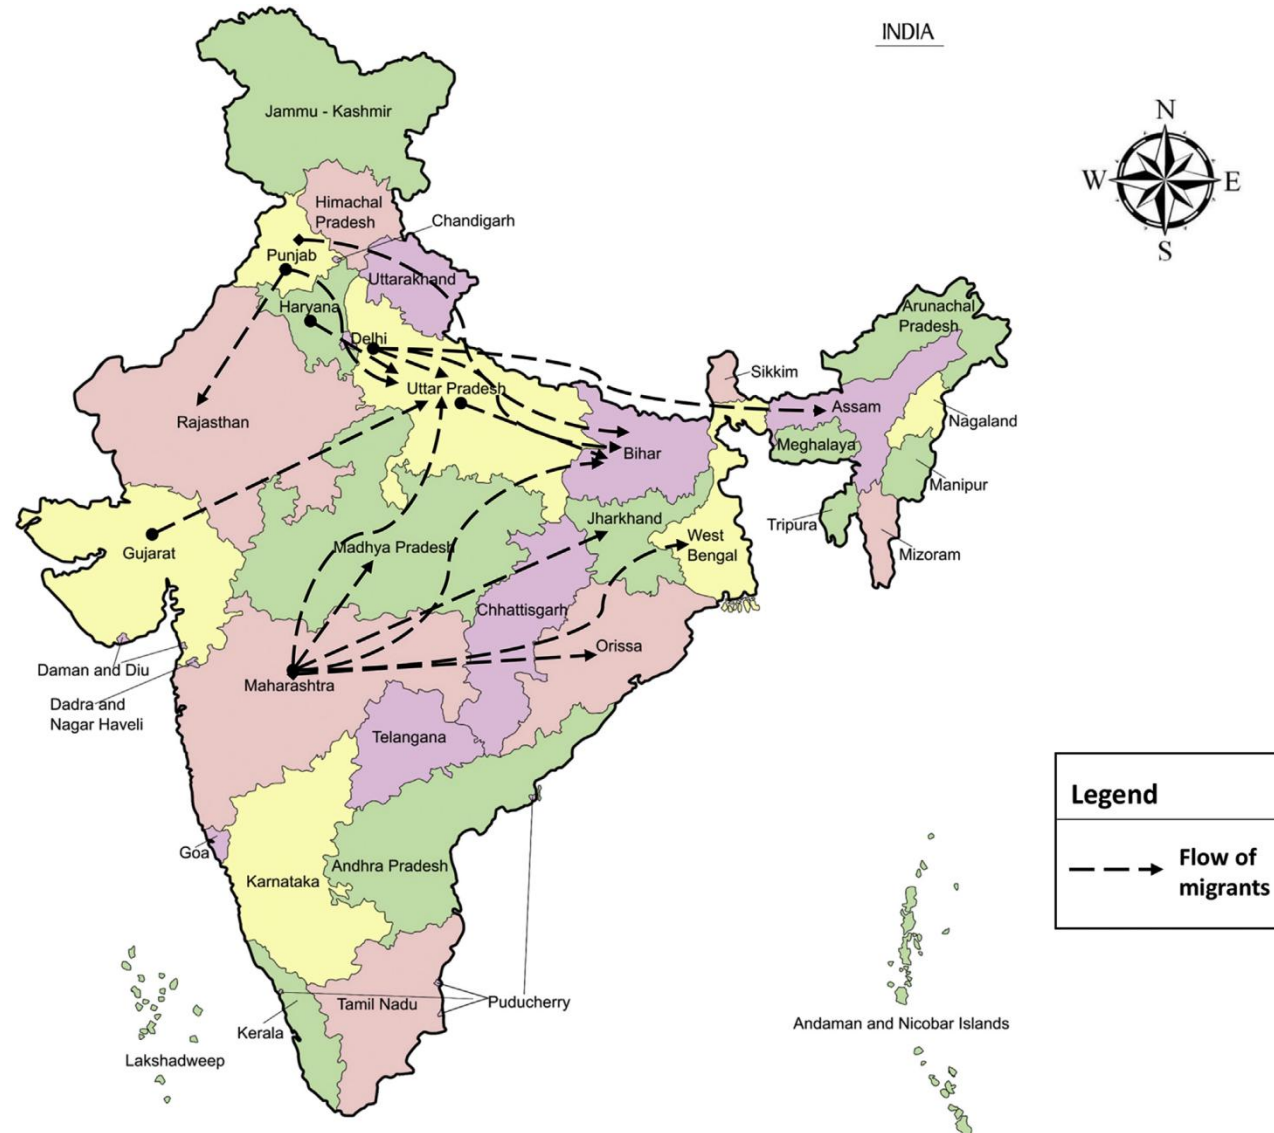 INDIA
N
W
E
S
Jammu - Kashmir
Himachal
Pradesh
Chandigarh
Punjab
Uttarakhand
Haryana
Delhi
Arunachal
Pradesh
Sikkim
Uttar Pradesh
Assam
Rajasthan
Nagaland
Meghalaya
Bihar
Manipur
Jharkhand
Tripura
West
Bengal
Gujarat
Madhya Pradesh
Mizoram
Chhattisgarh
Orissa
Daman and Diu
Maharashtra
Dadra and
Nagar Haveli
Telangana
Legend
Flow of
migrants
Goa
Andhra Pradesh
Karnataka
Puducherry
Tamil Nadu
Kerala
Andaman and Nicobar Islands
Lakshadweep